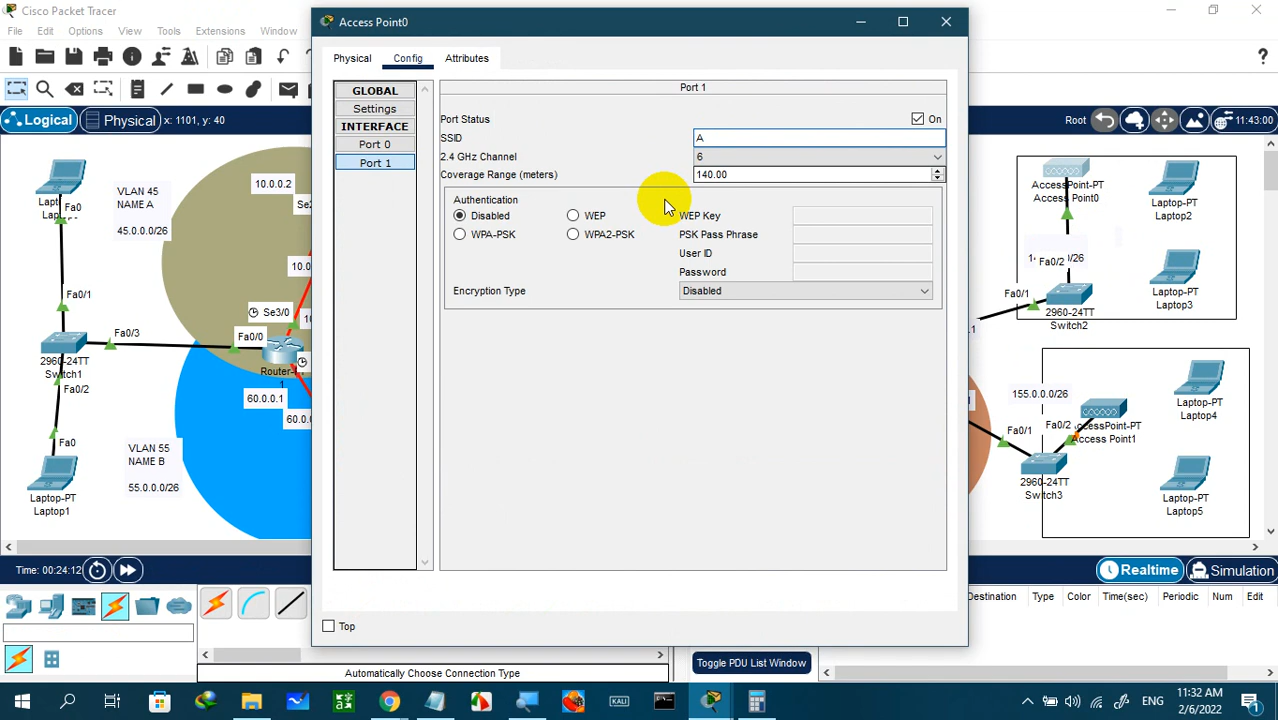 Cisco Packet Tracer
File Edit Options View Tools Extensions Window
Logical Physical x: 1101, y: 40
Root 11:43:00
Access Point0
Physical Config Attributes
GLOBAL
Settings
INTERFACE
Port 0
Port 1
Port 1
Port Status On
SSID A
2.4 GHz Channel 6
Coverage Range (meters) 140.00
Authentication
Disabled WEP WEP Key
WPA-PSK WPA2-PSK PSK Pass Phrase
User ID
Password
Encryption Type Disabled
Top
VLAN 45
NAME A
45.0.0.0/26
Fa0
Fa0/1
Fa0/3
2960-24TT
Switch1
Fa0/2
Fa0
Laptop-PT
Laptop1
VLAN 55
NAME B
55.0.0.0/26
10.0.0.2
Se3/0
Fa0/0
60.0.0.1
AccessPoint-PT
Access Point0
Laptop-PT
Laptop2
Fa0/2
/26
Fa0/1
Laptop-PT
Laptop3
2960-24TT
Switch2
155.0.0.0/26
Laptop-PT
Laptop4
Fa0/1
Fa0/2
Access Point1
2960-24TT
Switch3
Laptop-PT
Laptop5
Time: 00:24:12
Realtime Simulation
Destination Type Color Time(sec) Periodic Num Edit
Automatically Choose Connection Type
Toggle PDU List Window
KALI
ENG
11:32 AM
2/6/2022
1